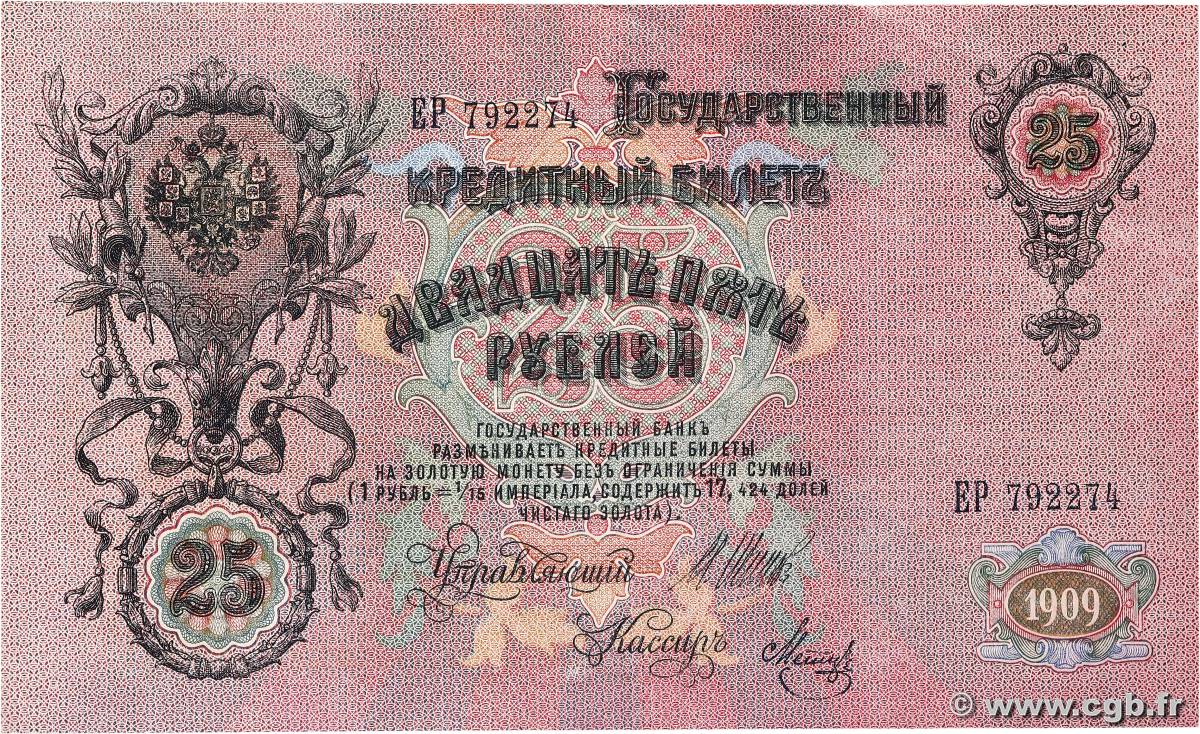 ЕР 792274
Государственный
кредитный билетъ
25
25
двадцать пять
рублей
Государственный Банкъ
размѣниваетъ кредитные билеты
на золотую монету безъ ограниченія суммы
(1 рубль = 1/15 имперіала, содержитъ 17, 424 долей
чистаго золота).
ЕР 792274
Управляющій
Кассиръ
25
25
1909
© www.cgb.fr